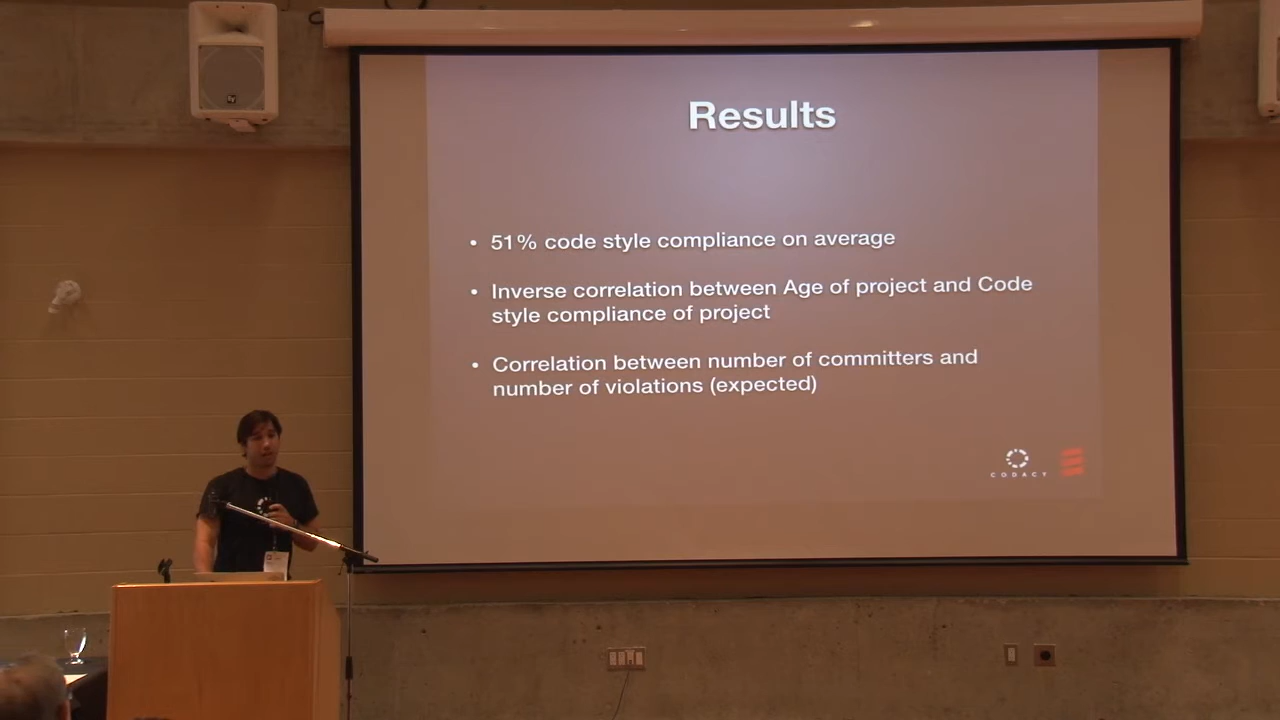 Results
• 51% code style compliance on average
• Inverse correlation between Age of project and Code
style compliance of project
• Correlation between number of committers and
number of violations (expected)
CODACY